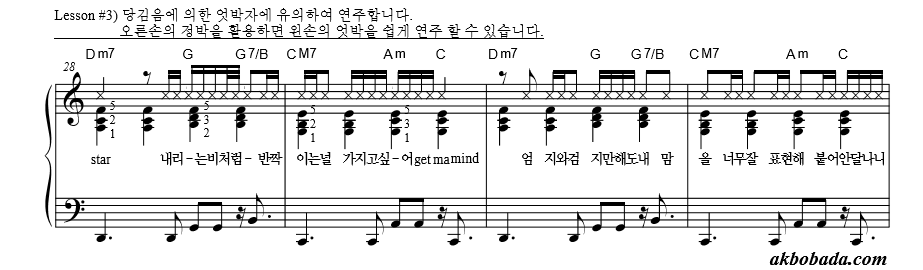 Lesson #3) 당김음에 의한 엇박자에 유의하여 연주합니다.
오른손의 정박을 활용하면 왼손의 엇박을 쉽게 연주 할 수 있습니다.
Dm7 G G7/B CM7 Am C Dm7 G G7/B CM7 Am C
28
5 5 5 5
2 3 2 3
1 2 1 1
star 내리-는비처럼-반짝 이는널 가지고싶-어get ma mind 엄 지와검 지만해도내 맘 을 너무잘 표현해 붙어안달나니
akbobada.com